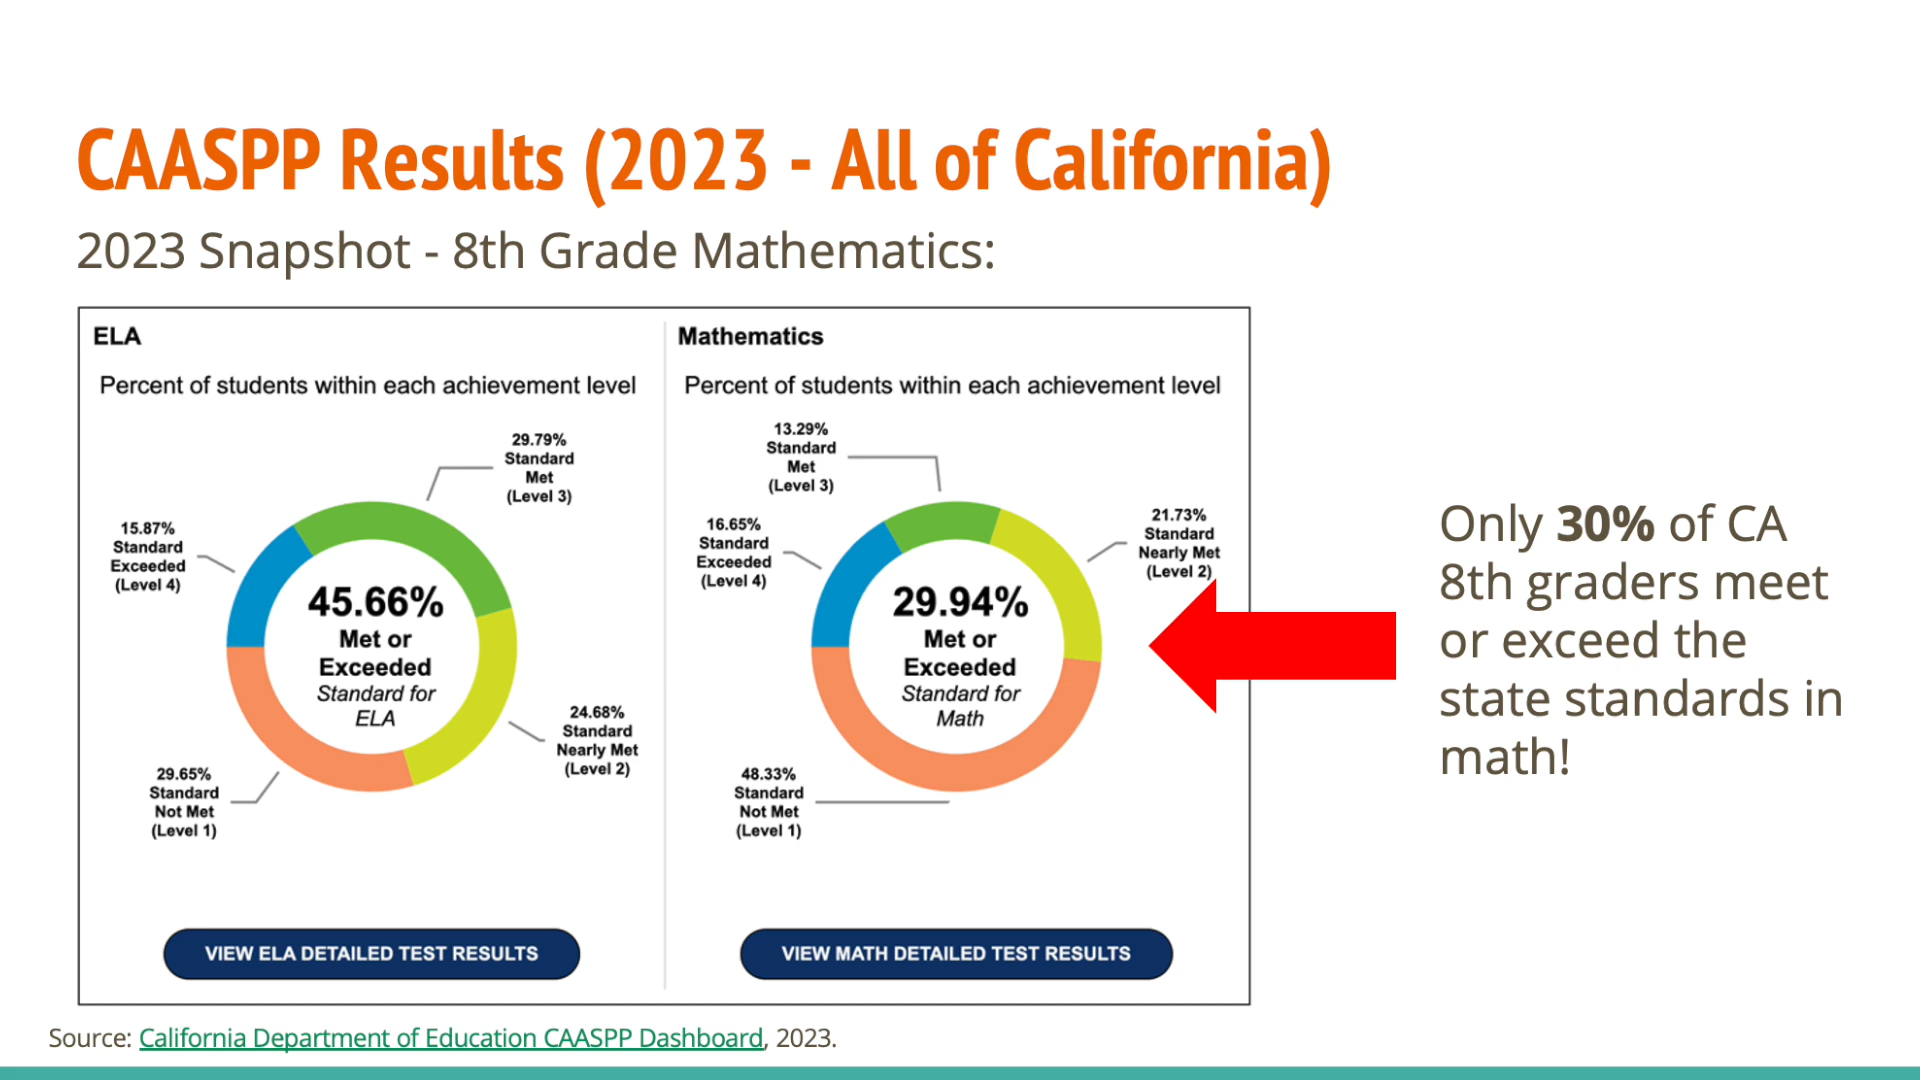 CAASPP Results (2023 - All of California)
2023 Snapshot - 8th Grade Mathematics:
ELA
Percent of students within each achievement level
29.79%
Standard
Met
(Level 3)
15.87%
Standard
Exceeded
(Level 4)
45.66%
Met or
Exceeded
Standard for
ELA
24.68%
Standard
Nearly Met
(Level 2)
29.65%
Standard
Not Met
(Level 1)
VIEW ELA DETAILED TEST RESULTS
Mathematics
Percent of students within each achievement level
13.29%
Standard
Met
(Level 3)
16.65%
Standard
Exceeded
(Level 4)
21.73%
Standard
Nearly Met
(Level 2)
29.94%
Met or
Exceeded
Standard for
Math
48.33%
Standard
Not Met
(Level 1)
VIEW MATH DETAILED TEST RESULTS
Only 30% of CA
8th graders meet
or exceed the
state standards in
math!
Source: California Department of Education CAASPP Dashboard, 2023.